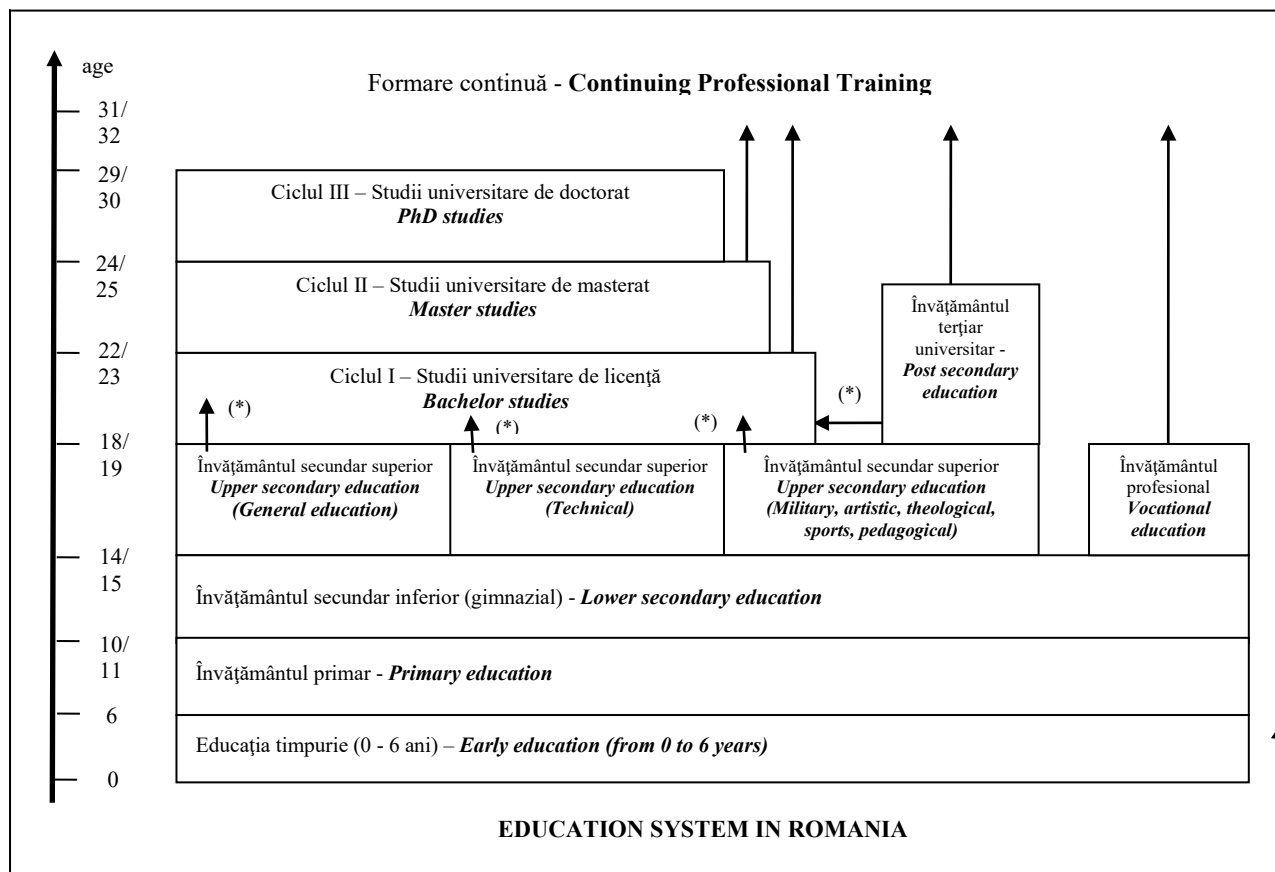 age
Formare continuă - Continuing Professional Training
31/
32
29/
30
Ciclul III – Studii universitare de doctorat
PhD studies
24/
25
Ciclul II – Studii universitare de masterat
Master studies
Învăţământul
terţiar
universitar -
Post secondary
education
22/
23
Ciclul I – Studii universitare de licenţă
Bachelor studies
(*)
(*)
(*)
(*)
18/
19
Învăţământul secundar superior
Upper secondary education
(General education)
Învăţământul secundar superior
Upper secondary education
(Technical)
Învăţământul secundar superior
Upper secondary education
(Military, artistic, theological,
sports, pedagogical)
Învăţământul
profesional
Vocational
education
14/
15
Învăţământul secundar inferior (gimnazial) - Lower secondary education
10/
11
Învăţământul primar - Primary education
6
Educaţia timpurie (0 - 6 ani) – Early education (from 0 to 6 years)
0
EDUCATION SYSTEM IN ROMANIA